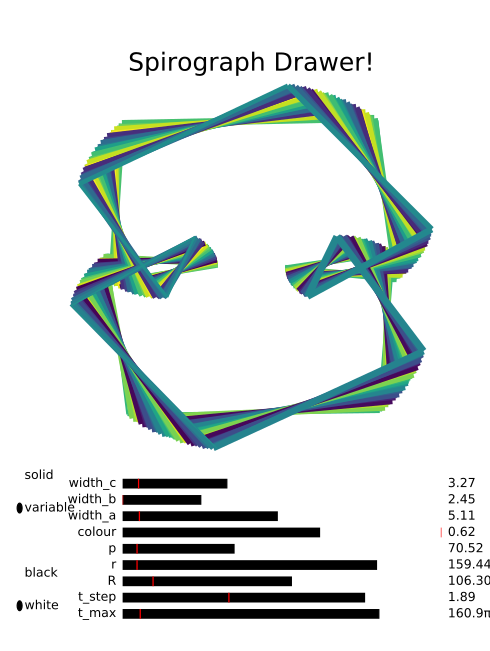 Spirograph Drawer!
solid
width_c 3.27
width_b 2.45
variable
width_a 5.11
colour 0.62
p 70.52
black
r 159.44
R 106.30
t_step 1.89
white
t_max 160.9π